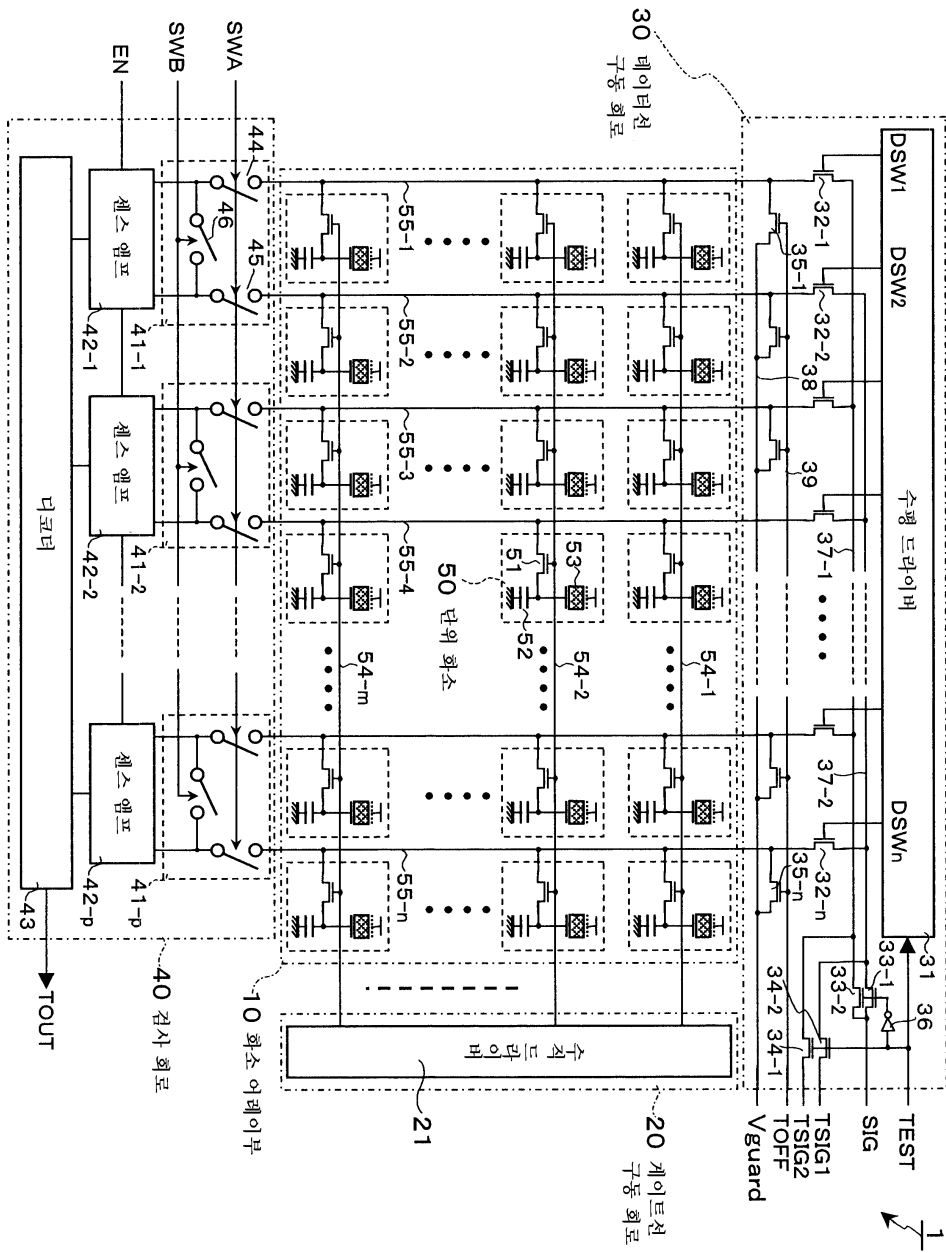 1
30 데이터선
구동 회로
수평 드라이버
31
DSW1
DSW2
DSWn
32-1
32-2
32-n
33-1
33-2
34-1
34-2
35-1
35-n
36
37-1
37-2
38
39
TEST
SIG
TSIG1
TSIG2
TOFF
Vguard
20 게이트선
구동 회로
수직 드라이버
21
10 화소 어레이부
54-1
54-2
54-m
50 단위 화소
51
52
53
55-1
55-2
55-3
55-4
55-n
SWA
SWB
EN
44
45
46
41-1
41-2
41-p
센스 앰프
센스 앰프
센스 앰프
42-1
42-2
42-p
디코더
43
TOUT
40 검사 회로